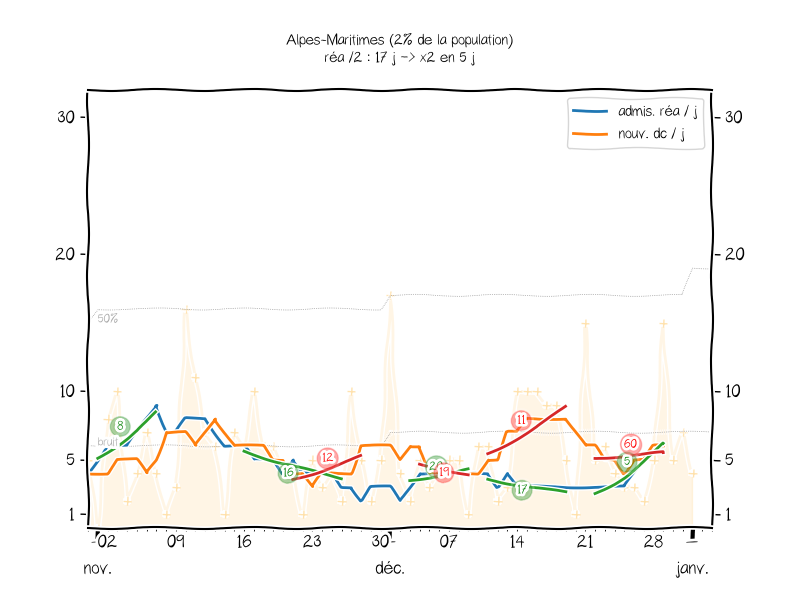 Alpes-Maritimes (2% de la population)
réa /2 : 17 j -> x2 en 5 j
admis. réa / j
nouv. dc / j
30
30
20
20
50%
10
10
8
11
bruit
60
12
5
5
16
19
5
17
1
1
02 09 16 23 30 07 14 21 28
nov. déc. janv.